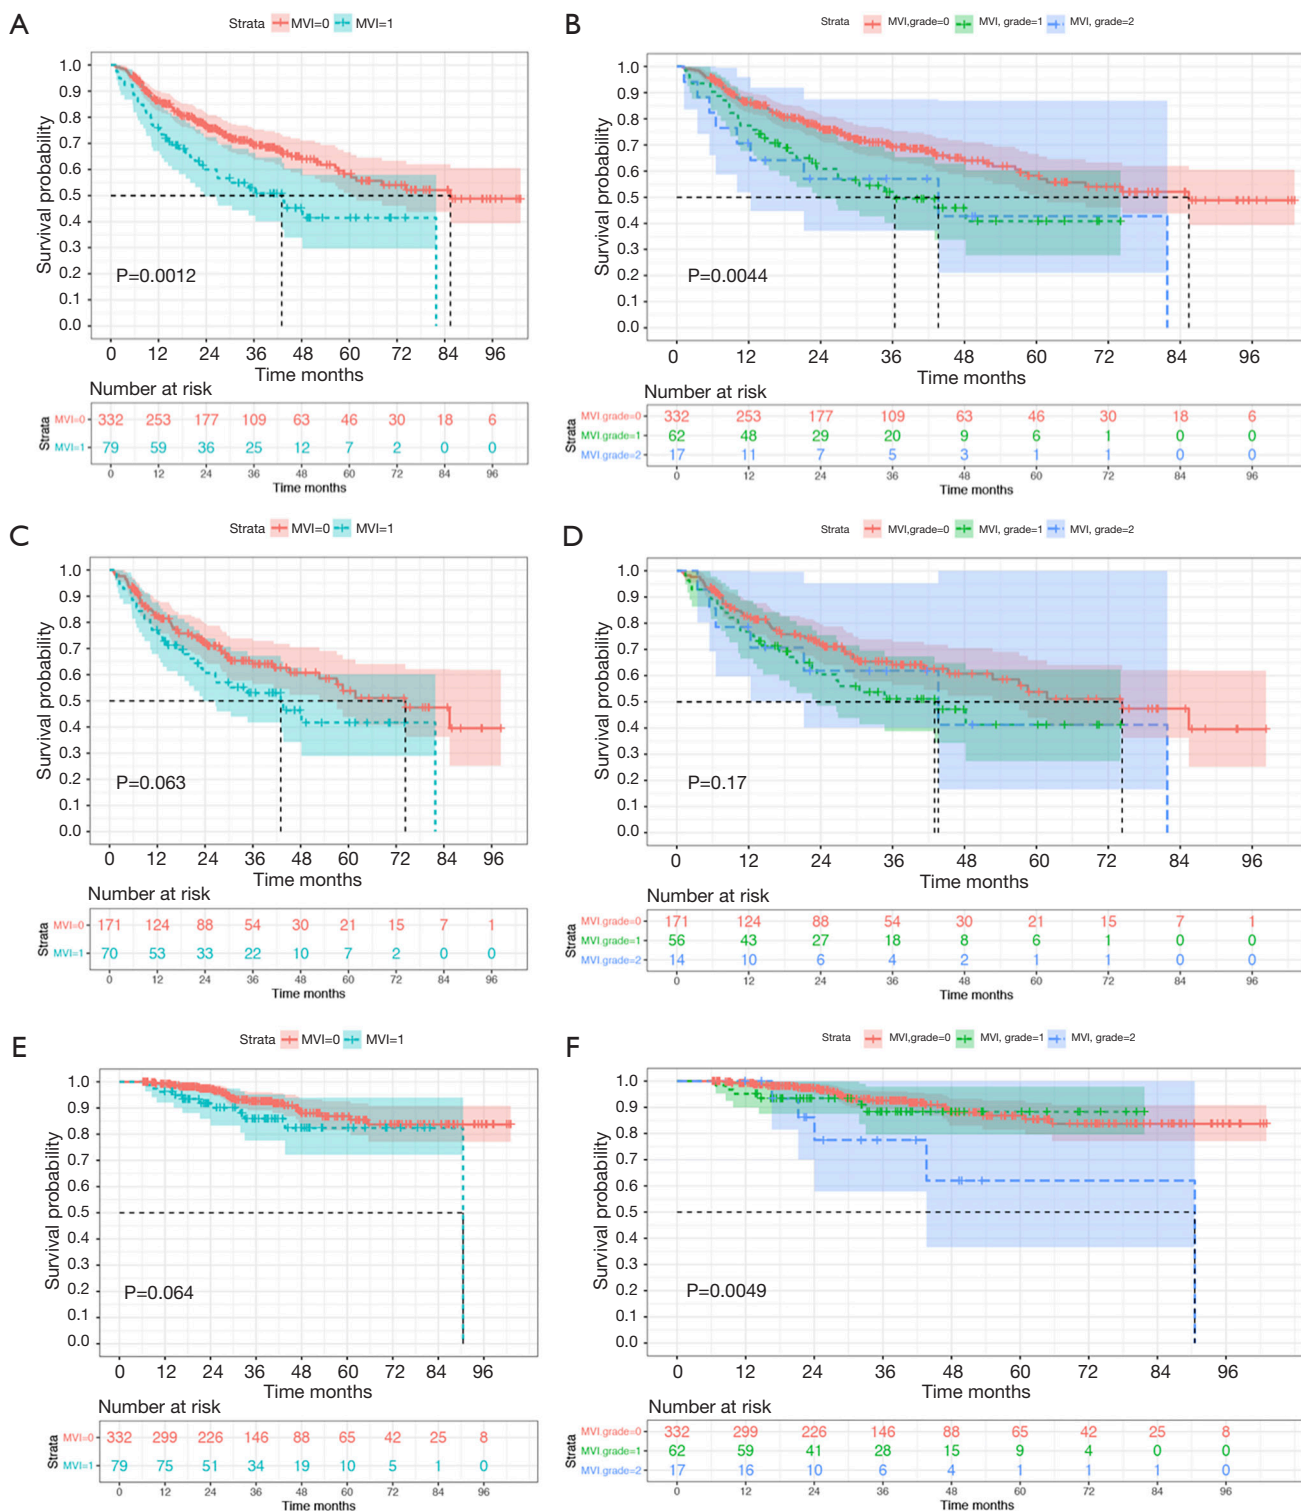 A
Strata MVI=0 MVI=1
Survival probability
1.0
0.9
0.8
0.7
0.6
0.5
0.4
0.3
0.2
0.1
0.0
P=0.0012
0 12 24 36 48 60 72 84 96
Time months
Number at risk
Strata
MVI=0 332 253 177 109 63 46 30 18 6
MVI=1 79 59 36 25 12 7 2 0 0
0 12 24 36 48 60 72 84 96
Time months
B
Strata MVI,grade=0 MVI, grade=1 MVI, grade=2
Survival probability
1.0
0.9
0.8
0.7
0.6
0.5
0.4
0.3
0.2
0.1
0.0
P=0.0044
0 12 24 36 48 60 72 84 96
Time months
Number at risk
Strata
MVI.grade=0 332 253 177 109 63 46 30 18 6
MVI.grade=1 62 48 29 20 9 6 1 0 0
MVI.grade=2 17 11 7 5 3 1 1 0 0
0 12 24 36 48 60 72 84 96
Time months
C
Strata MVI=0 MVI=1
Survival probability
1.0
0.9
0.8
0.7
0.6
0.5
0.4
0.3
0.2
0.1
0.0
P=0.063
0 12 24 36 48 60 72 84 96
Time months
Number at risk
Strata
MVI=0 171 124 88 54 30 21 15 7 1
MVI=1 70 53 33 22 10 7 2 0 0
0 12 24 36 48 60 72 84 96
Time months
D
Strata MVI,grade=0 MVI, grade=1 MVI, grade=2
Survival probability
1.0
0.9
0.8
0.7
0.6
0.5
0.4
0.3
0.2
0.1
0.0
P=0.17
0 12 24 36 48 60 72 84 96
Time months
Number at risk
Strata
MVI.grade=0 171 124 88 54 30 21 15 7 1
MVI.grade=1 56 43 27 18 8 6 1 0 0
MVI.grade=2 14 10 6 4 2 1 1 0 0
0 12 24 36 48 60 72 84 96
Time months
E
Strata MVI=0 MVI=1
Survival probability
1.0
0.9
0.8
0.7
0.6
0.5
0.4
0.3
0.2
0.1
0.0
P=0.064
0 12 24 36 48 60 72 84 96
Time months
Number at risk
Strata
MVI=0 332 299 226 146 88 65 42 25 8
MVI=1 79 75 51 34 19 10 5 1 0
0 12 24 36 48 60 72 84 96
Time months
F
Strata MVI,grade=0 MVI, grade=1 MVI, grade=2
Survival probability
1.0
0.9
0.8
0.7
0.6
0.5
0.4
0.3
0.2
0.1
0.0
P=0.0049
0 12 24 36 48 60 72 84 96
Time months
Number at risk
Strata
MVI.grade=0 332 299 226 146 88 65 42 25 8
MVI.grade=1 62 59 41 28 15 9 4 0 0
MVI.grade=2 17 16 10 6 4 1 1 1 0
0 12 24 36 48 60 72 84 96
Time months